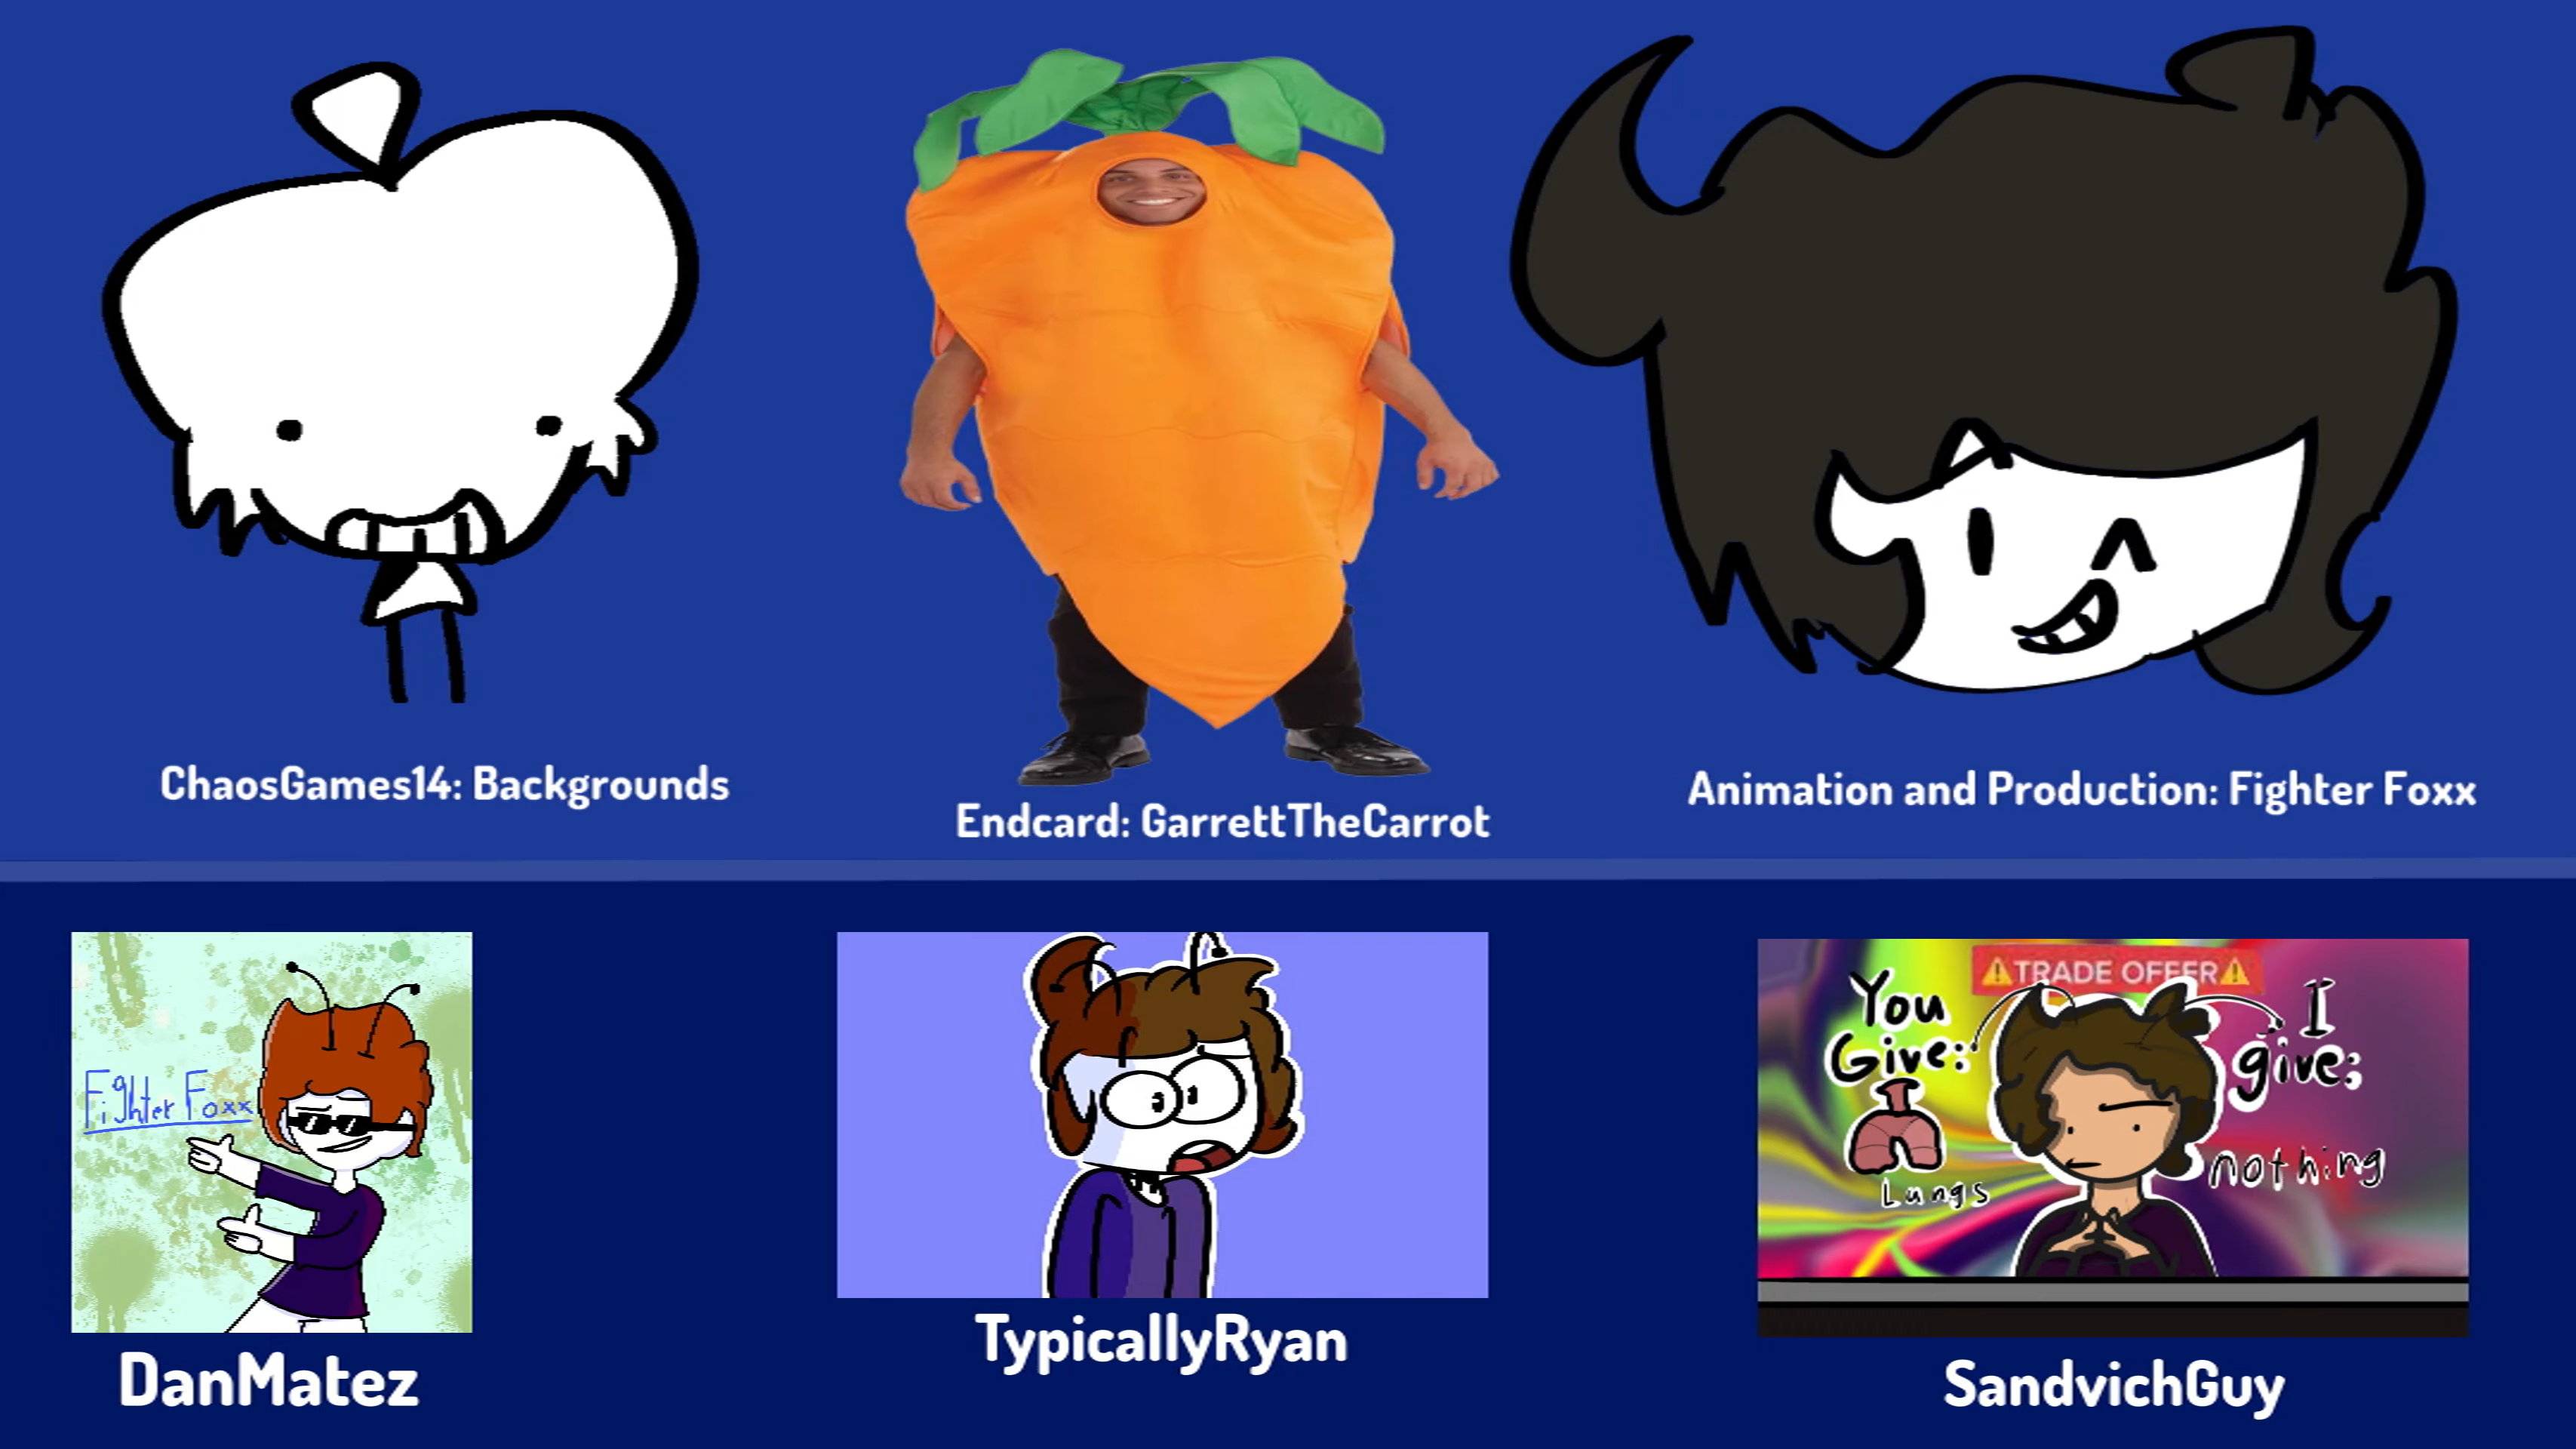 ChaosGames14: Backgrounds
Endcard: GarrettTheCarrot
Animation and Production: Fighter Foxx
Fighter Foxx
DanMatez
TypicallyRyan
⚠TRADE OFFER⚠
You
Give:
Lungs
I
give:
nothing
SandvichGuy